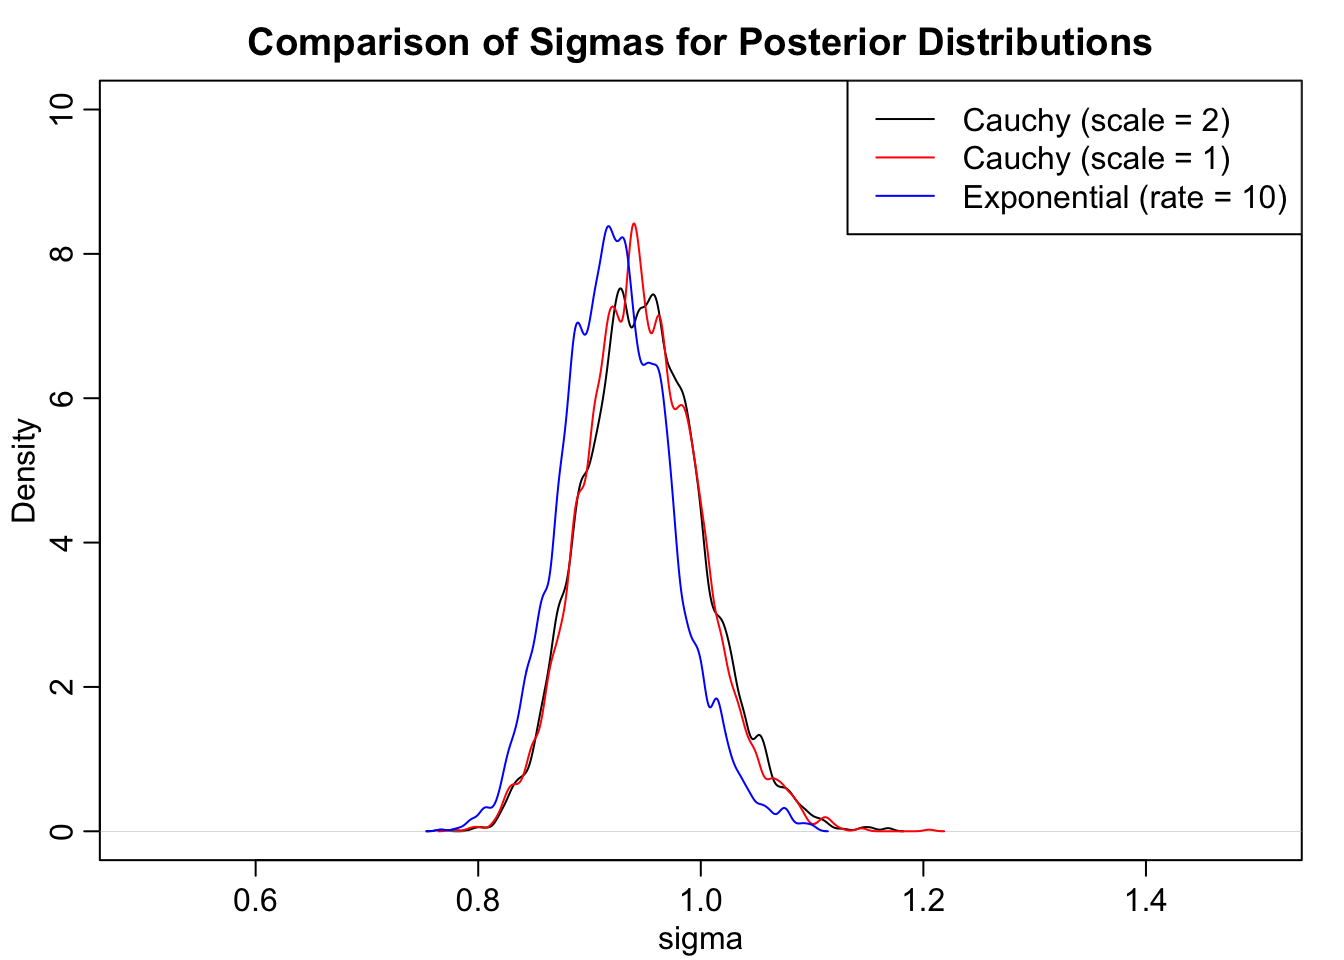 Comparison of Sigmas for Posterior Distributions
Cauchy (scale = 2)
Cauchy (scale = 1)
Exponential (rate = 10)
Density
10
8
6
4
2
0
0.6 0.8 1.0 1.2 1.4
sigma